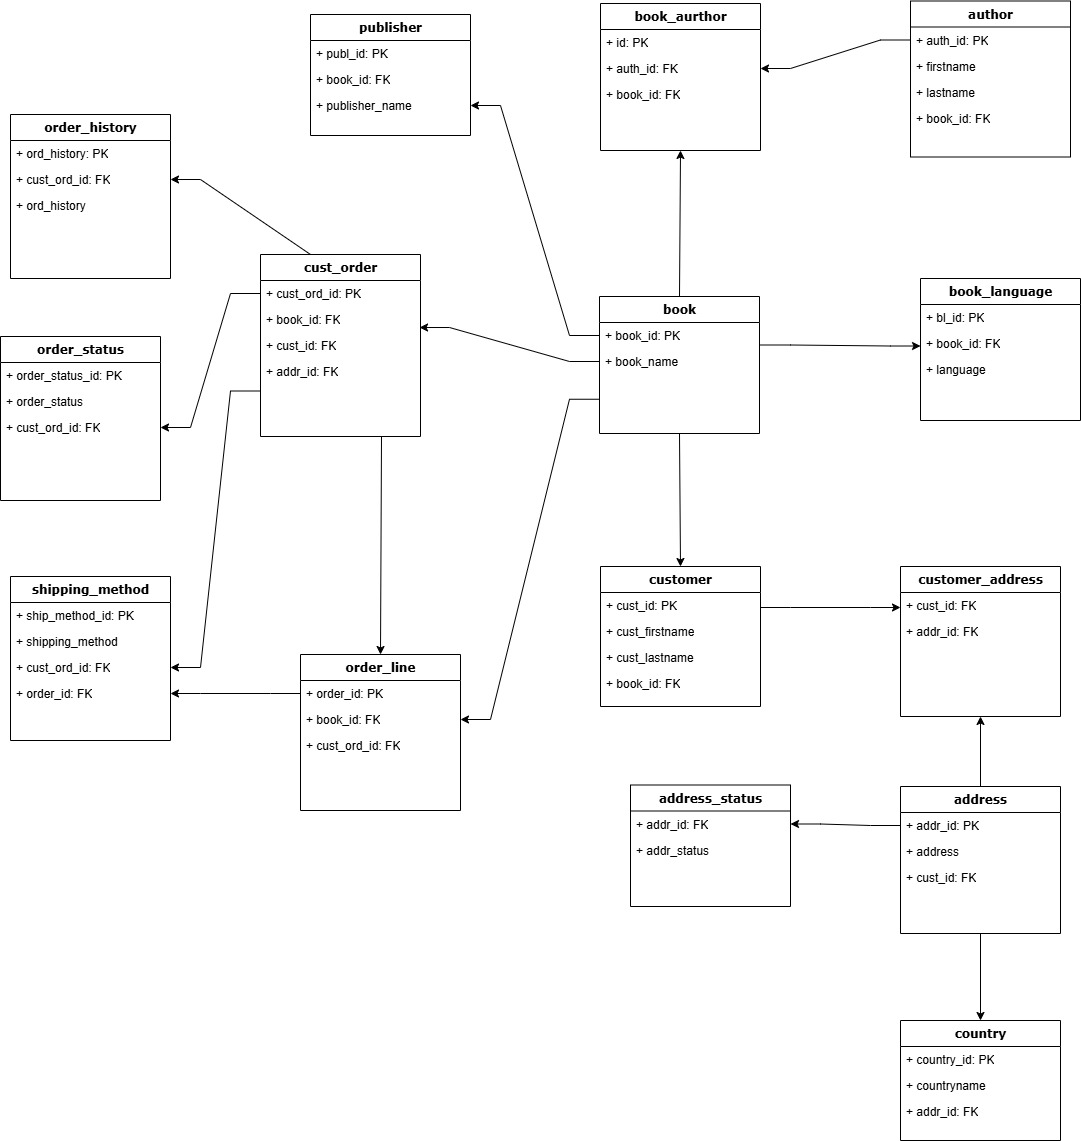 publisher
+ publ_id: PK
+ book_id: FK
+ publisher_name
book_aurthor
+ id: PK
+ auth_id: FK
+ book_id: FK
author
+ auth_id: PK
+ firstname
+ lastname
+ book_id: FK
order_history
+ ord_history: PK
+ cust_ord_id: FK
+ ord_history
cust_order
+ cust_ord_id: PK
+ book_id: FK
+ cust_id: FK
+ addr_id: FK
book
+ book_id: PK
+ book_name
book_language
+ bl_id: PK
+ book_id: FK
+ language
order_status
+ order_status_id: PK
+ order_status
+ cust_ord_id: FK
shipping_method
+ ship_method_id: PK
+ shipping_method
+ cust_ord_id: FK
+ order_id: FK
order_line
+ order_id: PK
+ book_id: FK
+ cust_ord_id: FK
customer
+ cust_id: PK
+ cust_firstname
+ cust_lastname
+ book_id: FK
customer_address
+ cust_id: FK
+ addr_id: FK
address_status
+ addr_id: FK
+ addr_status
address
+ addr_id: PK
+ address
+ cust_id: FK
country
+ country_id: PK
+ countryname
+ addr_id: FK